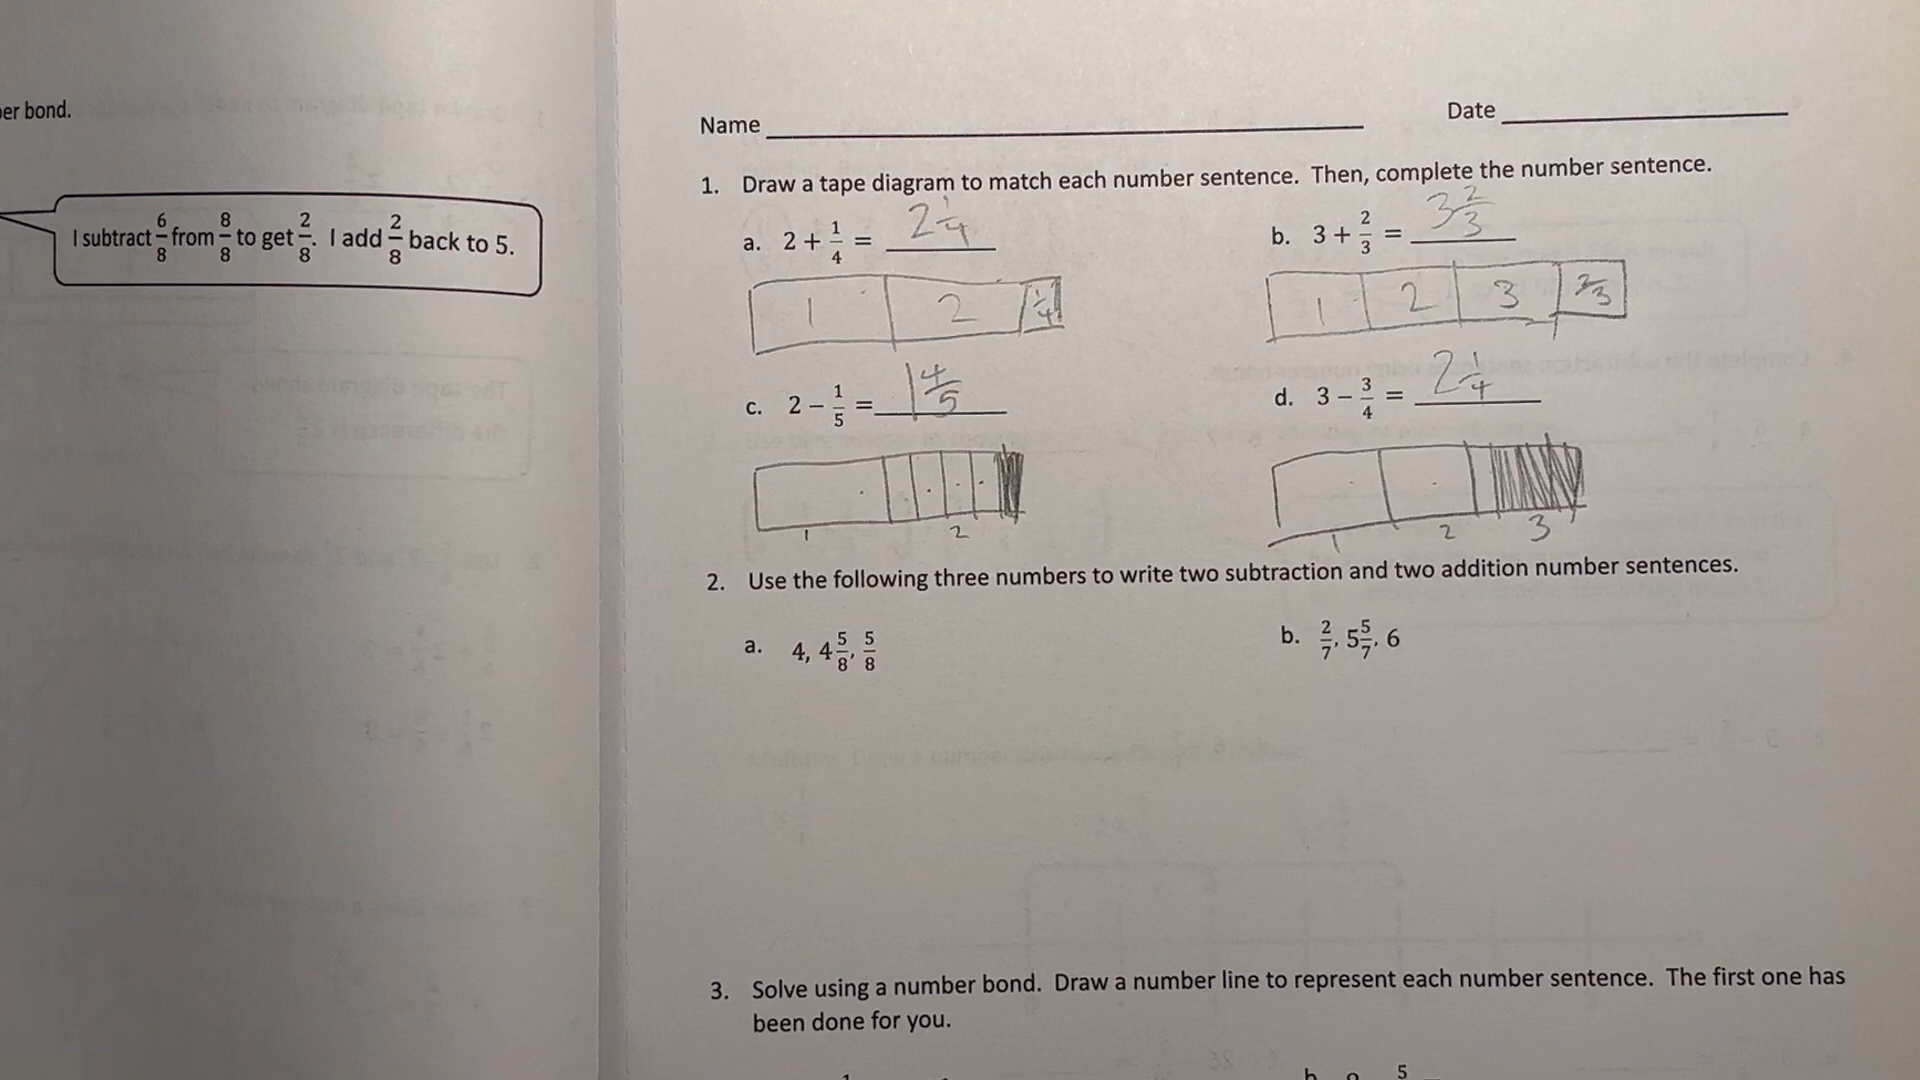 er bond.
I subtract 6/8 from 8/8 to get 2/8. I add 2/8 back to 5.
Name
Date
1. Draw a tape diagram to match each number sentence. Then, complete the number sentence.
a. 2 + 1/4 = 2 1/4
b. 3 + 2/3 = 3 2/3
1 2 1/4
1 2 3 2/3
c. 2 – 1/5 = 1 4/5
d. 3 – 3/4 = 2 1/4
1 2
1 2 3
2. Use the following three numbers to write two subtraction and two addition number sentences.
a. 4, 4 5/8, 5/8
b. 2/7, 5 5/7, 6
3. Solve using a number bond. Draw a number line to represent each number sentence. The first one has
been done for you.